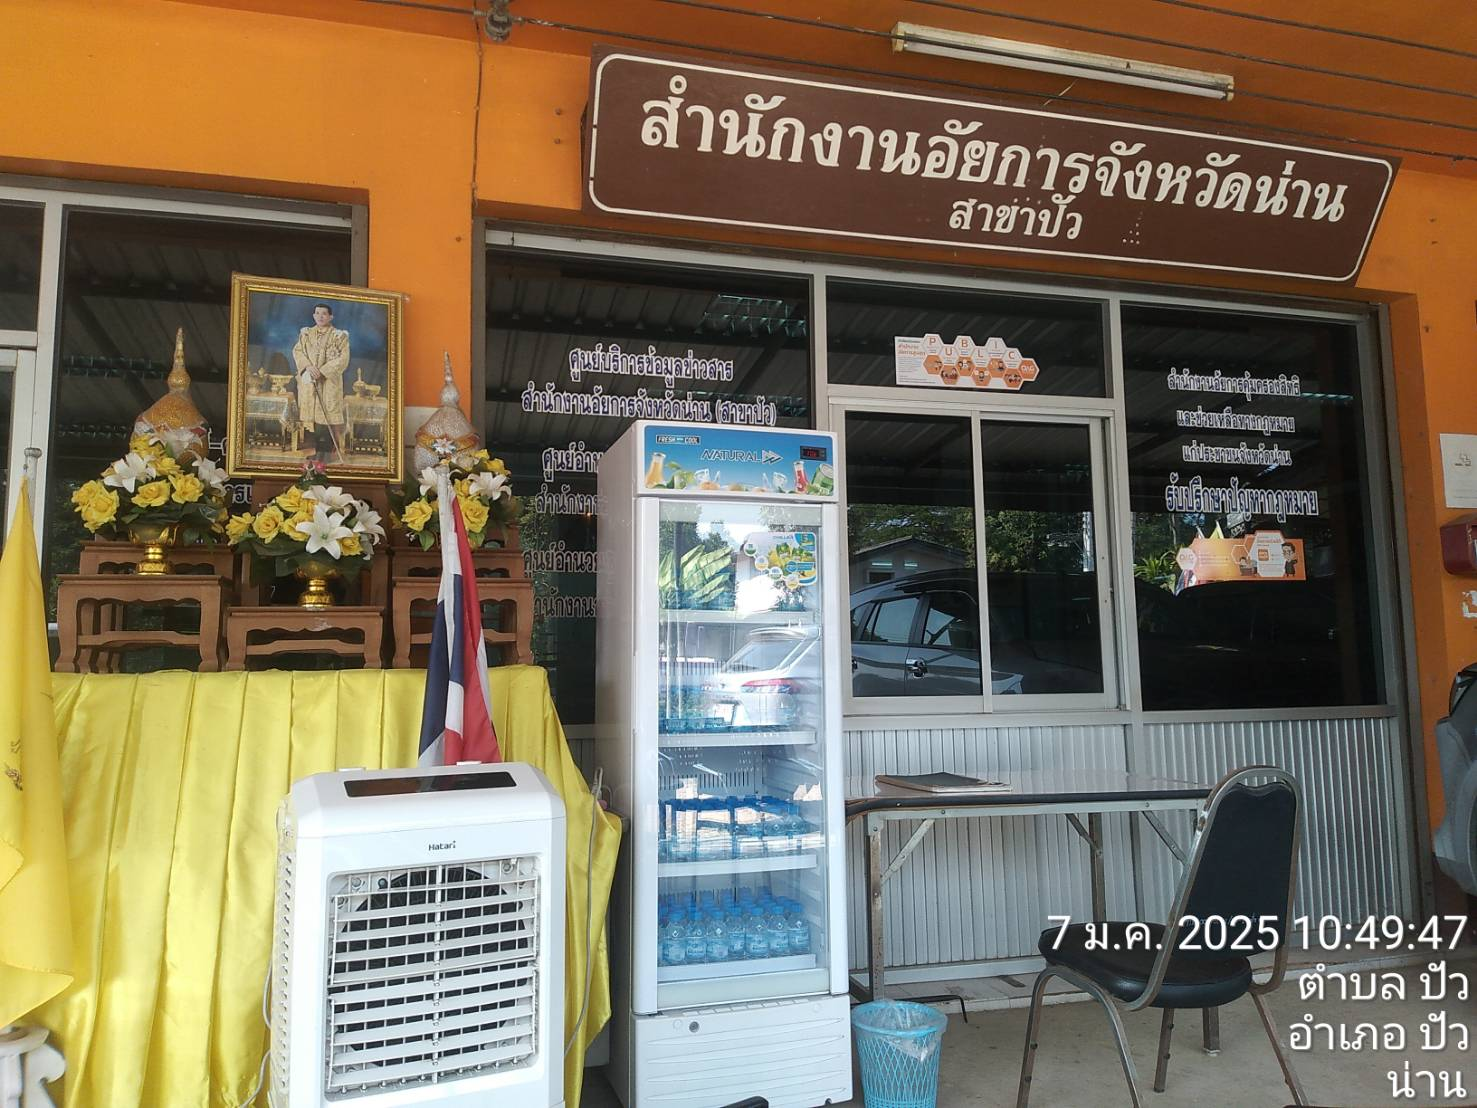 สำนักงานอัยการจังหวัดน่าน
สาขาปัว
ศูนย์บริการข้อมูลข่าวสาร
สำนักงานอัยการจังหวัดน่าน (สาขาปัว)
PUBLIC
สำนักงานอัยการคุ้มครองสิทธิ
และช่วยเหลือทางกฎหมาย
แก่ประชาชนจังหวัดน่าน
รับปรึกษาปัญหากฎหมาย
FRESH COOL
NATURAL
Hatari
7 ม.ค. 2025 10:49:47
ตำบล ปัว
อำเภอ ปัว
น่าน